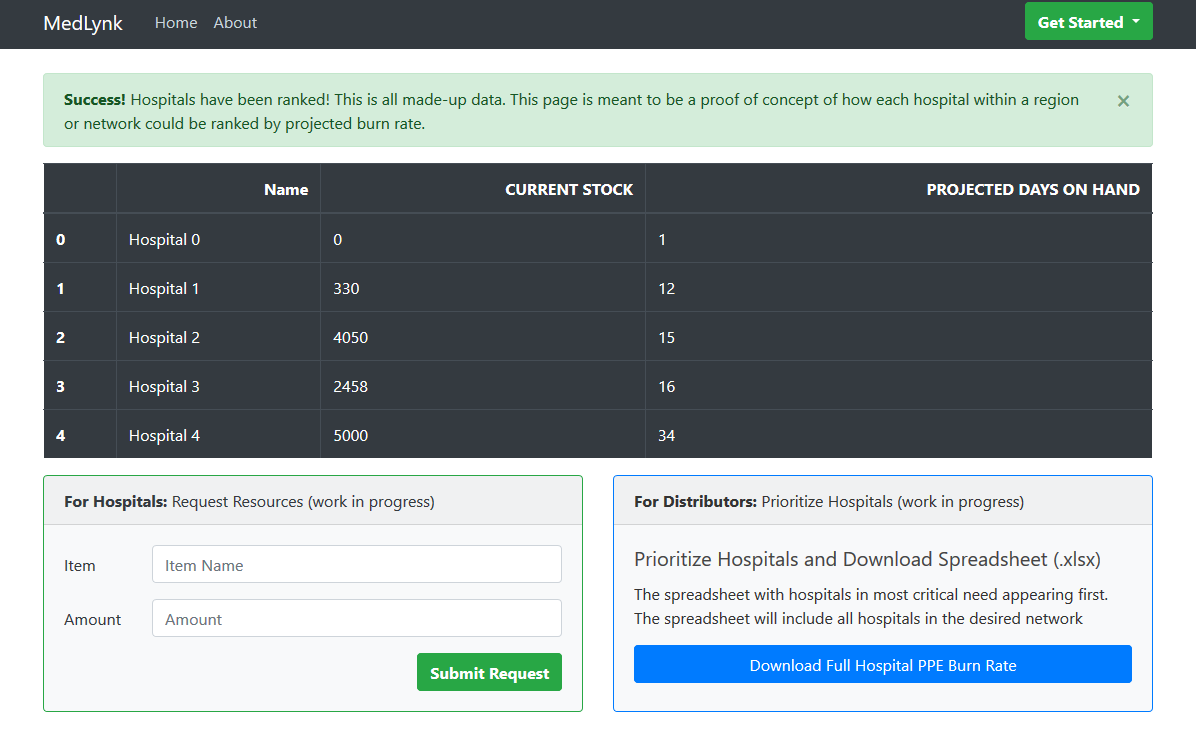 MedLynk Home About Get Started
Success! Hospitals have been ranked! This is all made-up data. This page is meant to be a proof of concept of how each hospital within a region
or network could be ranked by projected burn rate.
×
Name CURRENT STOCK PROJECTED DAYS ON HAND
0 Hospital 0 0 1
1 Hospital 1 330 12
2 Hospital 2 4050 15
3 Hospital 3 2458 16
4 Hospital 4 5000 34
For Hospitals: Request Resources (work in progress)
Item Item Name
Amount Amount
Submit Request
For Distributors: Prioritize Hospitals (work in progress)
Prioritize Hospitals and Download Spreadsheet (.xlsx)
The spreadsheet with hospitals in most critical need appearing first.
The spreadsheet will include all hospitals in the desired network
Download Full Hospital PPE Burn Rate